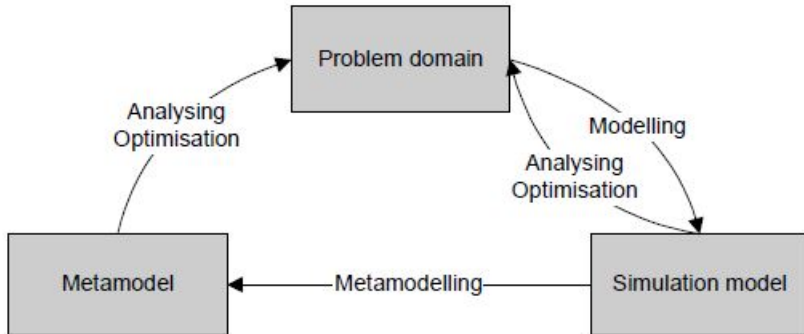 Problem domain
Analysing
Optimisation
Modelling
Analysing
Optimisation
Metamodel
Metamodelling
Simulation model